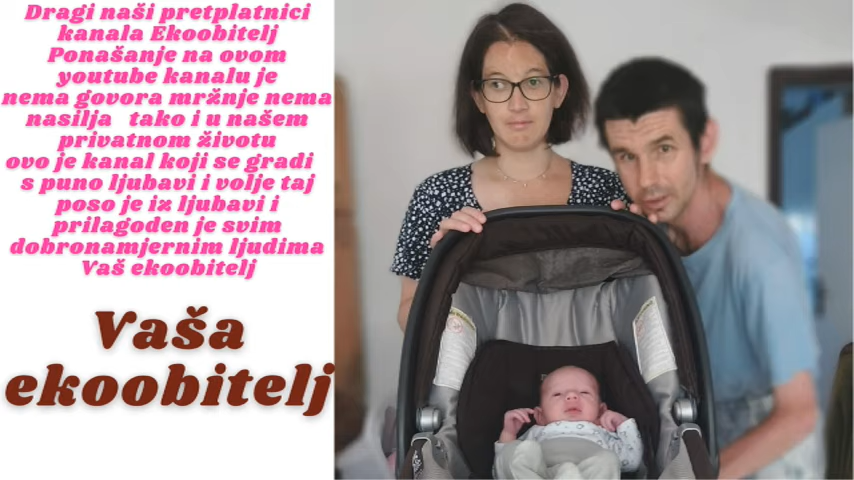 Dragi naši pretplatnici
kanala Ekoobitelj
Ponašanje na ovom
youtube kanalu je
nema govora mržnje nema
nasilja tako i u našem
privatnom životu
ovo je kanal koji se gradi
s puno ljubavi i volje taj
poso je iz ljubavi i
prilagođen je svim
dobronamjernim ljudima
Vaš ekoobitelj
Vaša
ekoobitelj